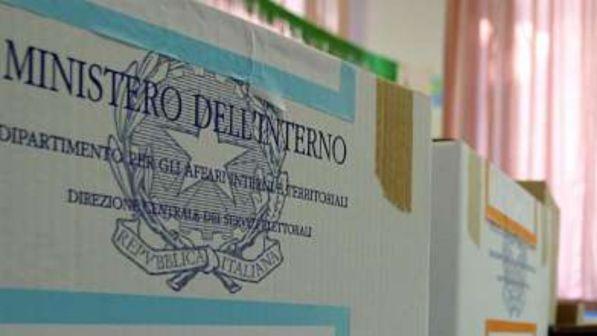 MINISTERO DELL'INTERNO
DIPARTIMENTO PER GLI AFFARI INTERNI E TERRITORIALI
DIREZIONE CENTRALE DEI SERVIZI ELETTORALI
REPVBBLICA ITALIANA